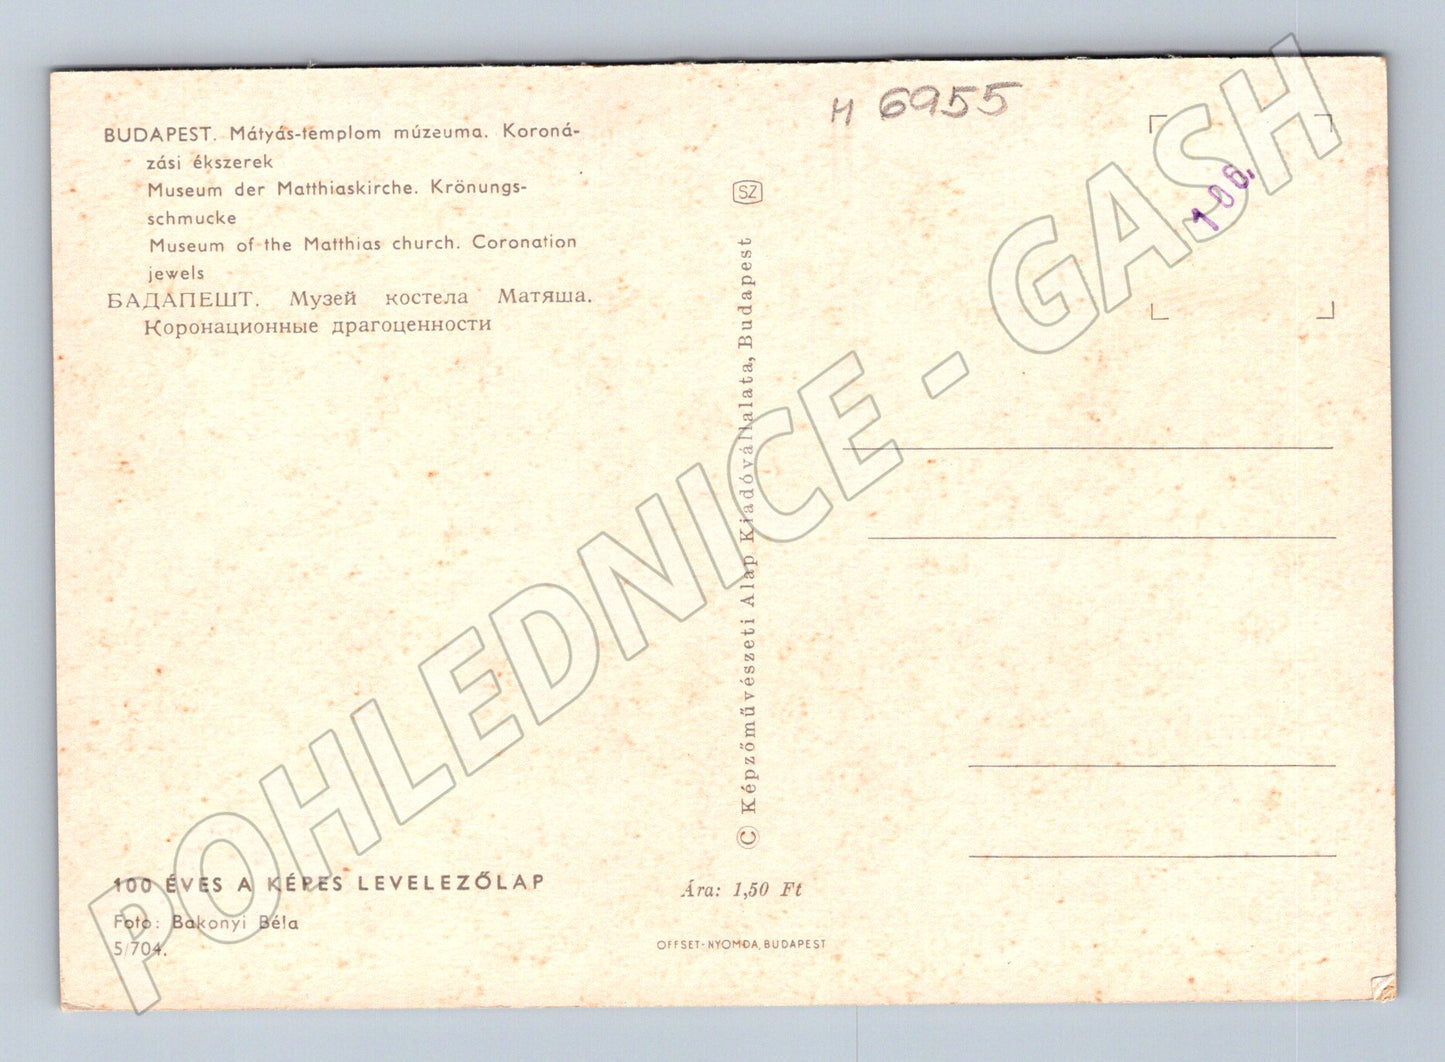 BUDAPEST. Mátyás-templom múzeuma. Koroná-
zási ékszerek
Museum der Matthiaskirche. Krönungs-
schmucke
Museum of the Matthias church. Coronation
jewels
БАДАПЕШТ. Музей костела Матяша.
Коронационные драгоценности
100 ÉVES A KÉPES LEVELEZŐLAP
Foto: Bakonyi Béla
5/704.
SZ
© Képzőművészeti Alap Kiadóvállalata, Budapest
Ára: 1,50 Ft
OFFSET-NYOMDA, BUDAPEST
H 6955
100,
POHLEDNICE - GASH